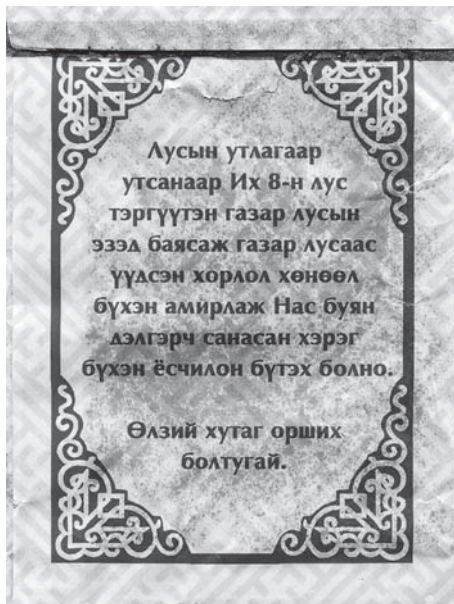 Лусын утлагаар
утсанаар Их 8-н лус
тэргүүтэн газар лусын
эзэд баясаж газар лусаас
үүдсэн хорлол хөнөөл
бүхэн амирлаж Нас буян
дэлгэрч санасан хэрэг
бүхэн ёсчилон бүтэх болно.
Өлзий хутаг орших
болтугай.